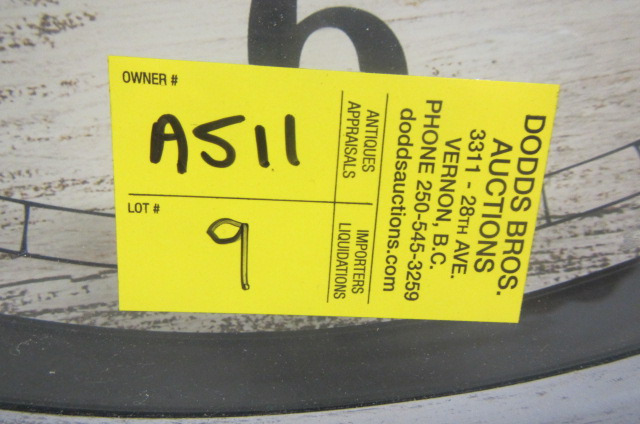 6
OWNER #
A511
LOT #
9
ANTIQUES
APPRAISALS
IMPORTERS
LIQUIDATIONS
DODDS BROS.
AUCTIONS
3311 - 28TH AVE.
VERNON, B.C.
PHONE 250-545-3259
doddsauctions.com